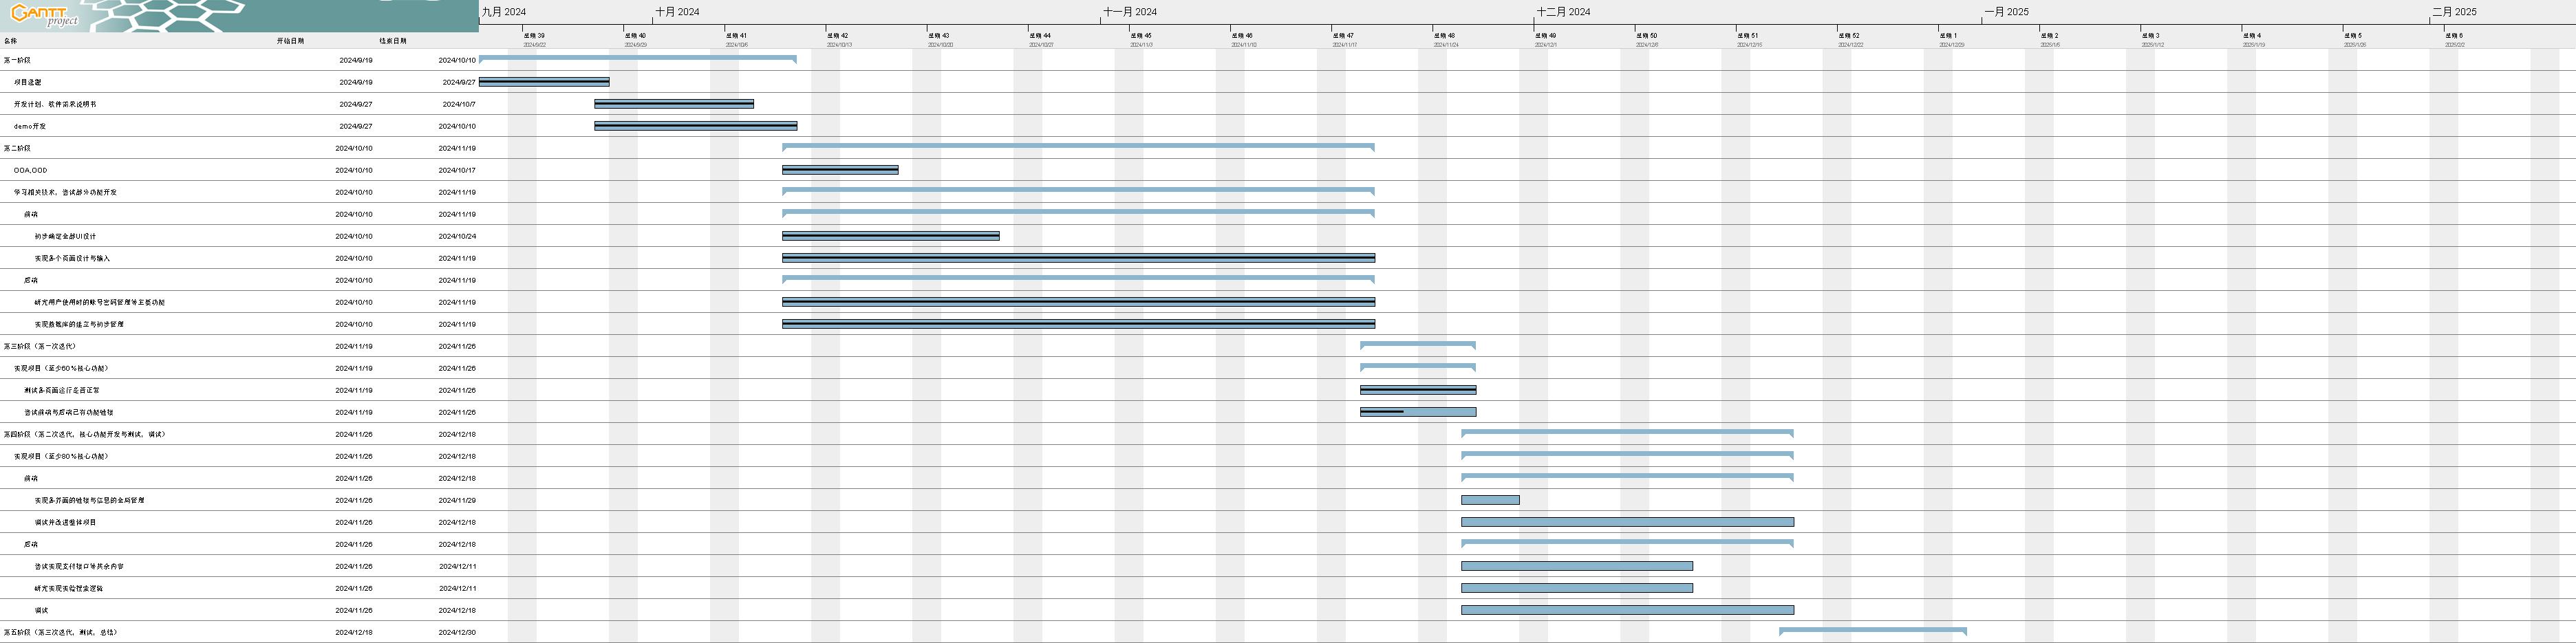 GANTT
project
九月 2024
十月 2024
十一月 2024
十二月 2024
一月 2025
二月 2025
名称 开始日期 结束日期
星期 39 星期 40 星期 41 星期 42 星期 43 星期 44 星期 45 星期 46 星期 47 星期 48 星期 49 星期 50 星期 51 星期 52 星期 1 星期 2 星期 3 星期 4 星期 5 星期 6
2024/9/22 2024/9/29 2024/10/6 2024/10/13 2024/10/20 2024/10/27 2024/11/3 2024/11/10 2024/11/17 2024/11/24 2024/12/1 2024/12/8 2024/12/15 2024/12/22 2024/12/29 2025/1/5 2025/1/12 2025/1/19 2025/1/26 2025/2/2
第一阶段 2024/9/19 2024/10/10
项目选题 2024/9/19 2024/9/27
开发计划、软件需求说明书 2024/9/27 2024/10/7
demo开发 2024/9/27 2024/10/10
第二阶段 2024/10/10 2024/11/19
OOA,OOD 2024/10/10 2024/10/17
学习相关技术，尝试部分功能开发 2024/10/10 2024/11/19
前端 2024/10/10 2024/11/19
初步确定全部UI设计 2024/10/10 2024/10/24
实现各个页面设计与输入 2024/10/10 2024/11/19
后端 2024/10/10 2024/11/19
研究用户使用时的账号密码管理等主要功能 2024/10/10 2024/11/19
实现数据库的建立与初步管理 2024/10/10 2024/11/19
第三阶段（第一次迭代） 2024/11/19 2024/11/26
实现项目（至少60%核心功能） 2024/11/19 2024/11/26
测试各页面运行是否正常 2024/11/19 2024/11/26
尝试前端与后端已有功能链接 2024/11/19 2024/11/26
第四阶段（第二次迭代，核心功能开发与测试，调试） 2024/11/26 2024/12/18
实现项目（至少80%核心功能） 2024/11/26 2024/12/18
前端 2024/11/26 2024/12/18
实现各界面的链接与信息的全局管理 2024/11/26 2024/11/29
调试并改进整体项目 2024/11/26 2024/12/18
后端 2024/11/26 2024/12/18
尝试实现支付接口等其余内容 2024/11/26 2024/12/11
研究实现实验搜索逻辑 2024/11/26 2024/12/11
调试 2024/11/26 2024/12/18
第五阶段（第三次迭代，测试，总结） 2024/12/18 2024/12/30